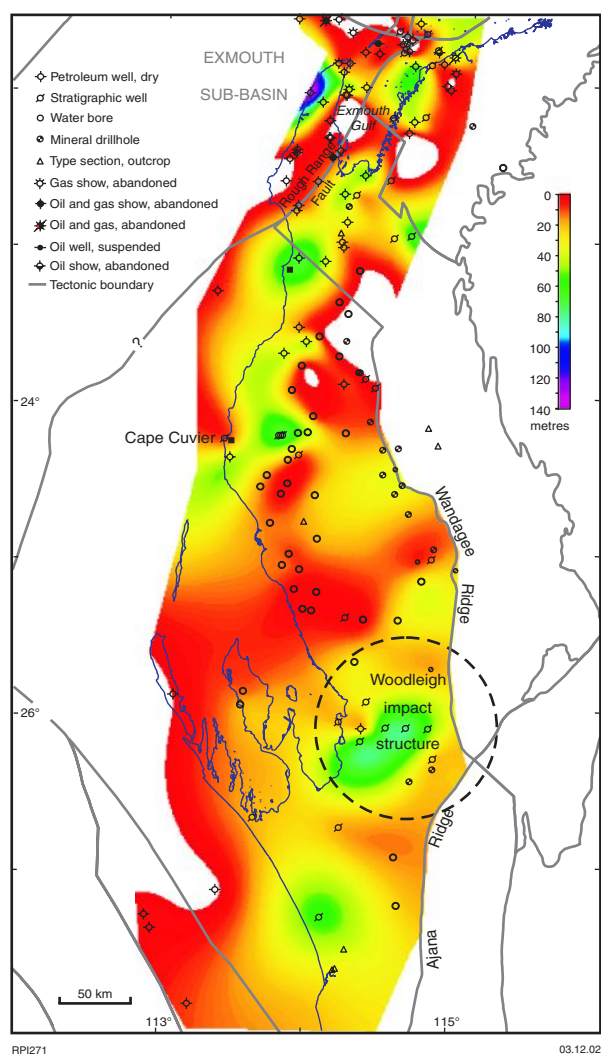 EXMOUTH
SUB-BASIN
Petroleum well, dry
Stratigraphic well
Water bore
Mineral drillhole
Type section, outcrop
Gas show, abandoned
Oil and gas show, abandoned
Oil and gas, abandoned
Oil well, suspended
Oil show, abandoned
Tectonic boundary
Exmouth
Gulf
Rough Range
Fault
0
20
40
60
80
100
120
140
metres
?
24°
Cape Cuvier
Wandagee
Ridge
26°
Woodleigh
impact
structure
Ridge
Ajana
50 km
113°
115°
RPI271
03.12.02